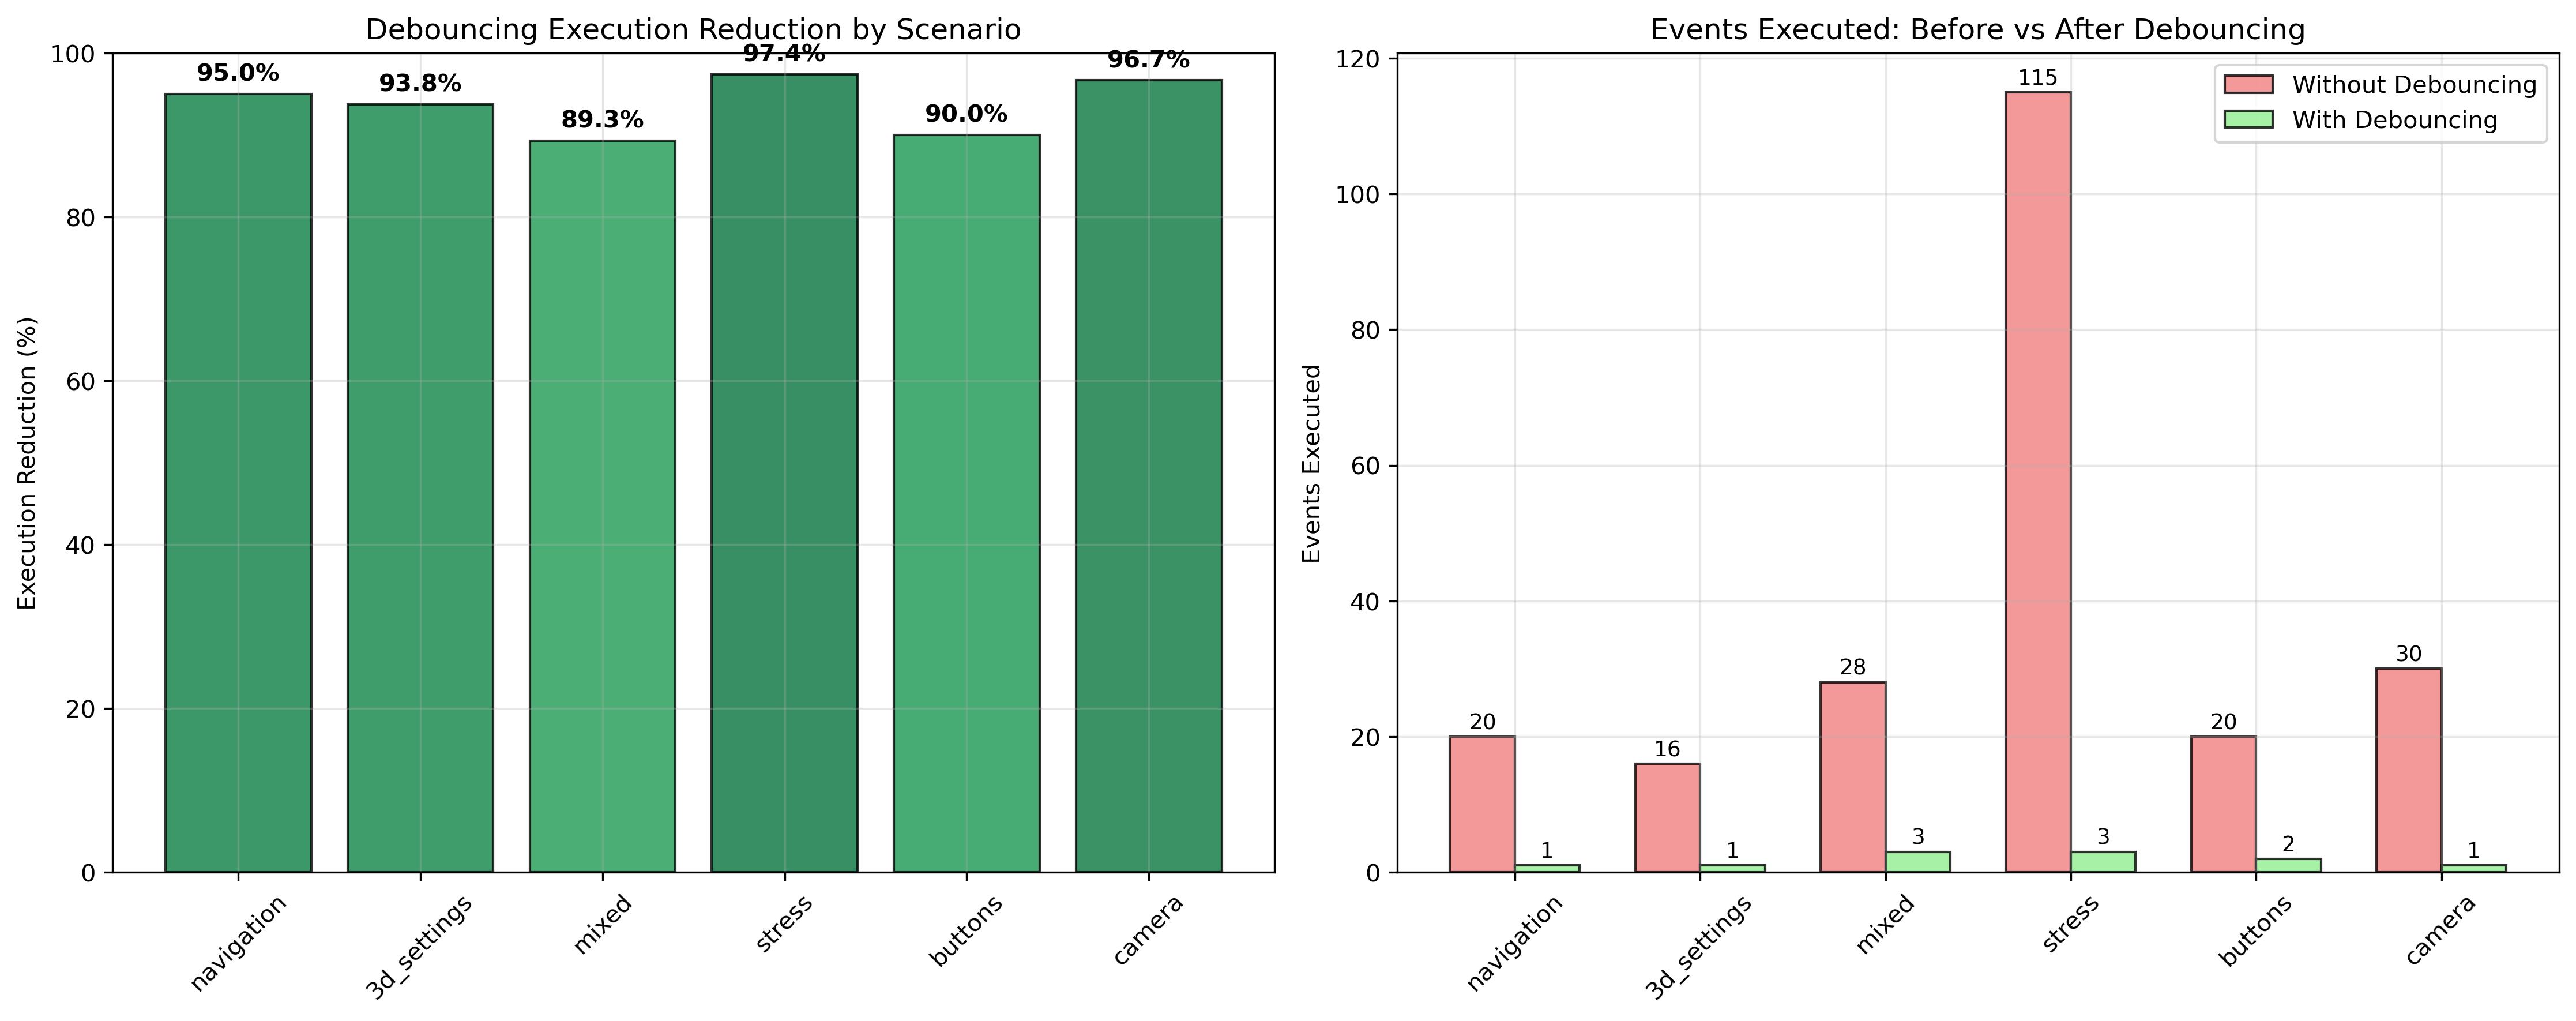 Debouncing Execution Reduction by Scenario
Execution Reduction (%)
100
80
60
40
20
0
95.0%
93.8%
89.3%
97.4%
90.0%
96.7%
navigation
3d_settings
mixed
stress
buttons
camera
Events Executed: Before vs After Debouncing
Without Debouncing
With Debouncing
Events Executed
120
100
80
60
40
20
0
20
1
16
1
28
3
115
3
20
2
30
1
navigation
3d_settings
mixed
stress
buttons
camera